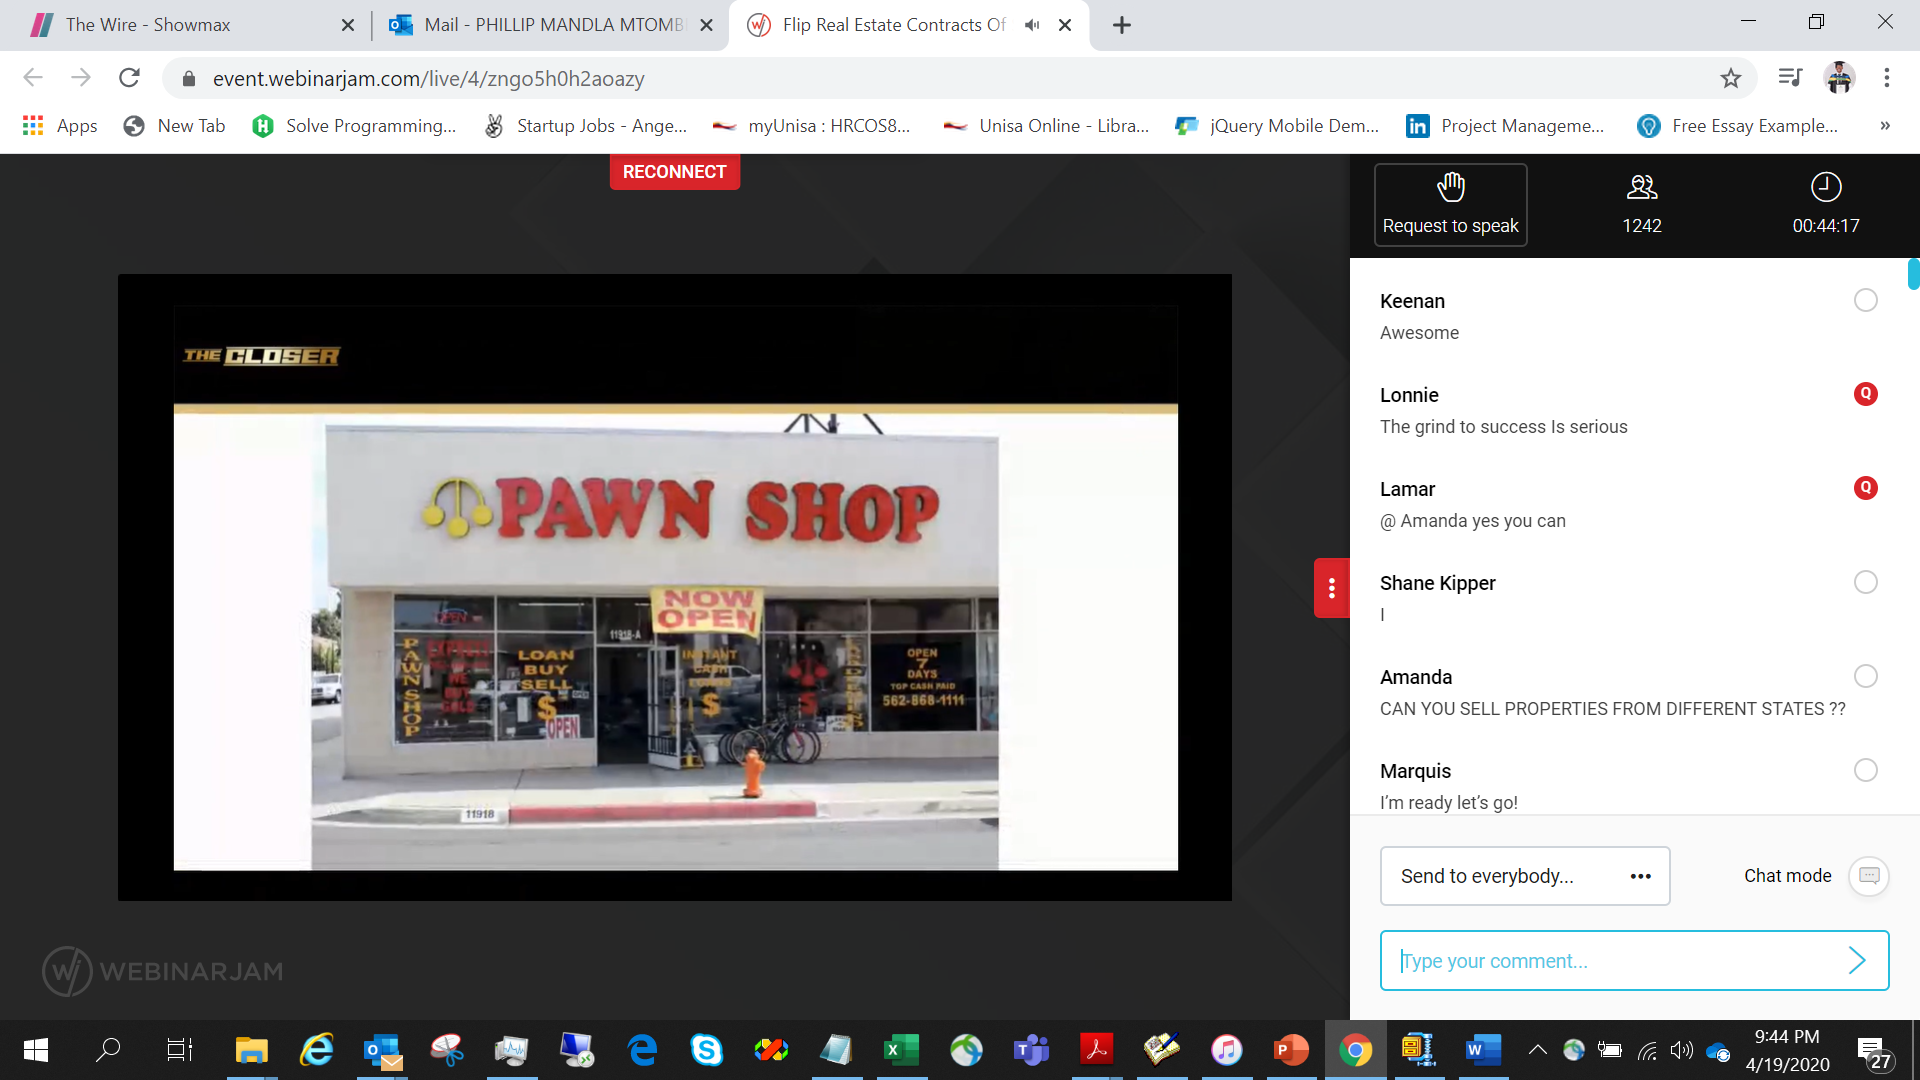 The Wire - Showmax
Mail - PHILLIP MANDLA MTOMB
Flip Real Estate Contracts Of
event.webinarjam.com/live/4/zngo5h0h2aoazy
Apps
New Tab
Solve Programming...
Startup Jobs - Ange...
myUnisa : HRCOS8...
Unisa Online - Libra...
jQuery Mobile Dem...
Project Manageme...
Free Essay Example...
»
RECONNECT
Request to speak
1242
00:44:17
THE CLOSER
PAWN SHOP
NOW
OPEN
11918-A
OPEN
PAWN SHOP
WE
BUY
GOLD
LOAN
BUY
SELL
$
OPEN
INSTANT
CASH
$
$
OPEN
7
DAYS
TOP CASH PAID
562-868-1111
11918
Keenan
Awesome
Lonnie
Q
The grind to success Is serious
Lamar
Q
@ Amanda yes you can
Shane Kipper
I
Amanda
CAN YOU SELL PROPERTIES FROM DIFFERENT STATES ??
Marquis
I'm ready let's go!
Send to everybody...
Chat mode
Type your comment...
WEBINARJAM
9:44 PM
4/19/2020
27